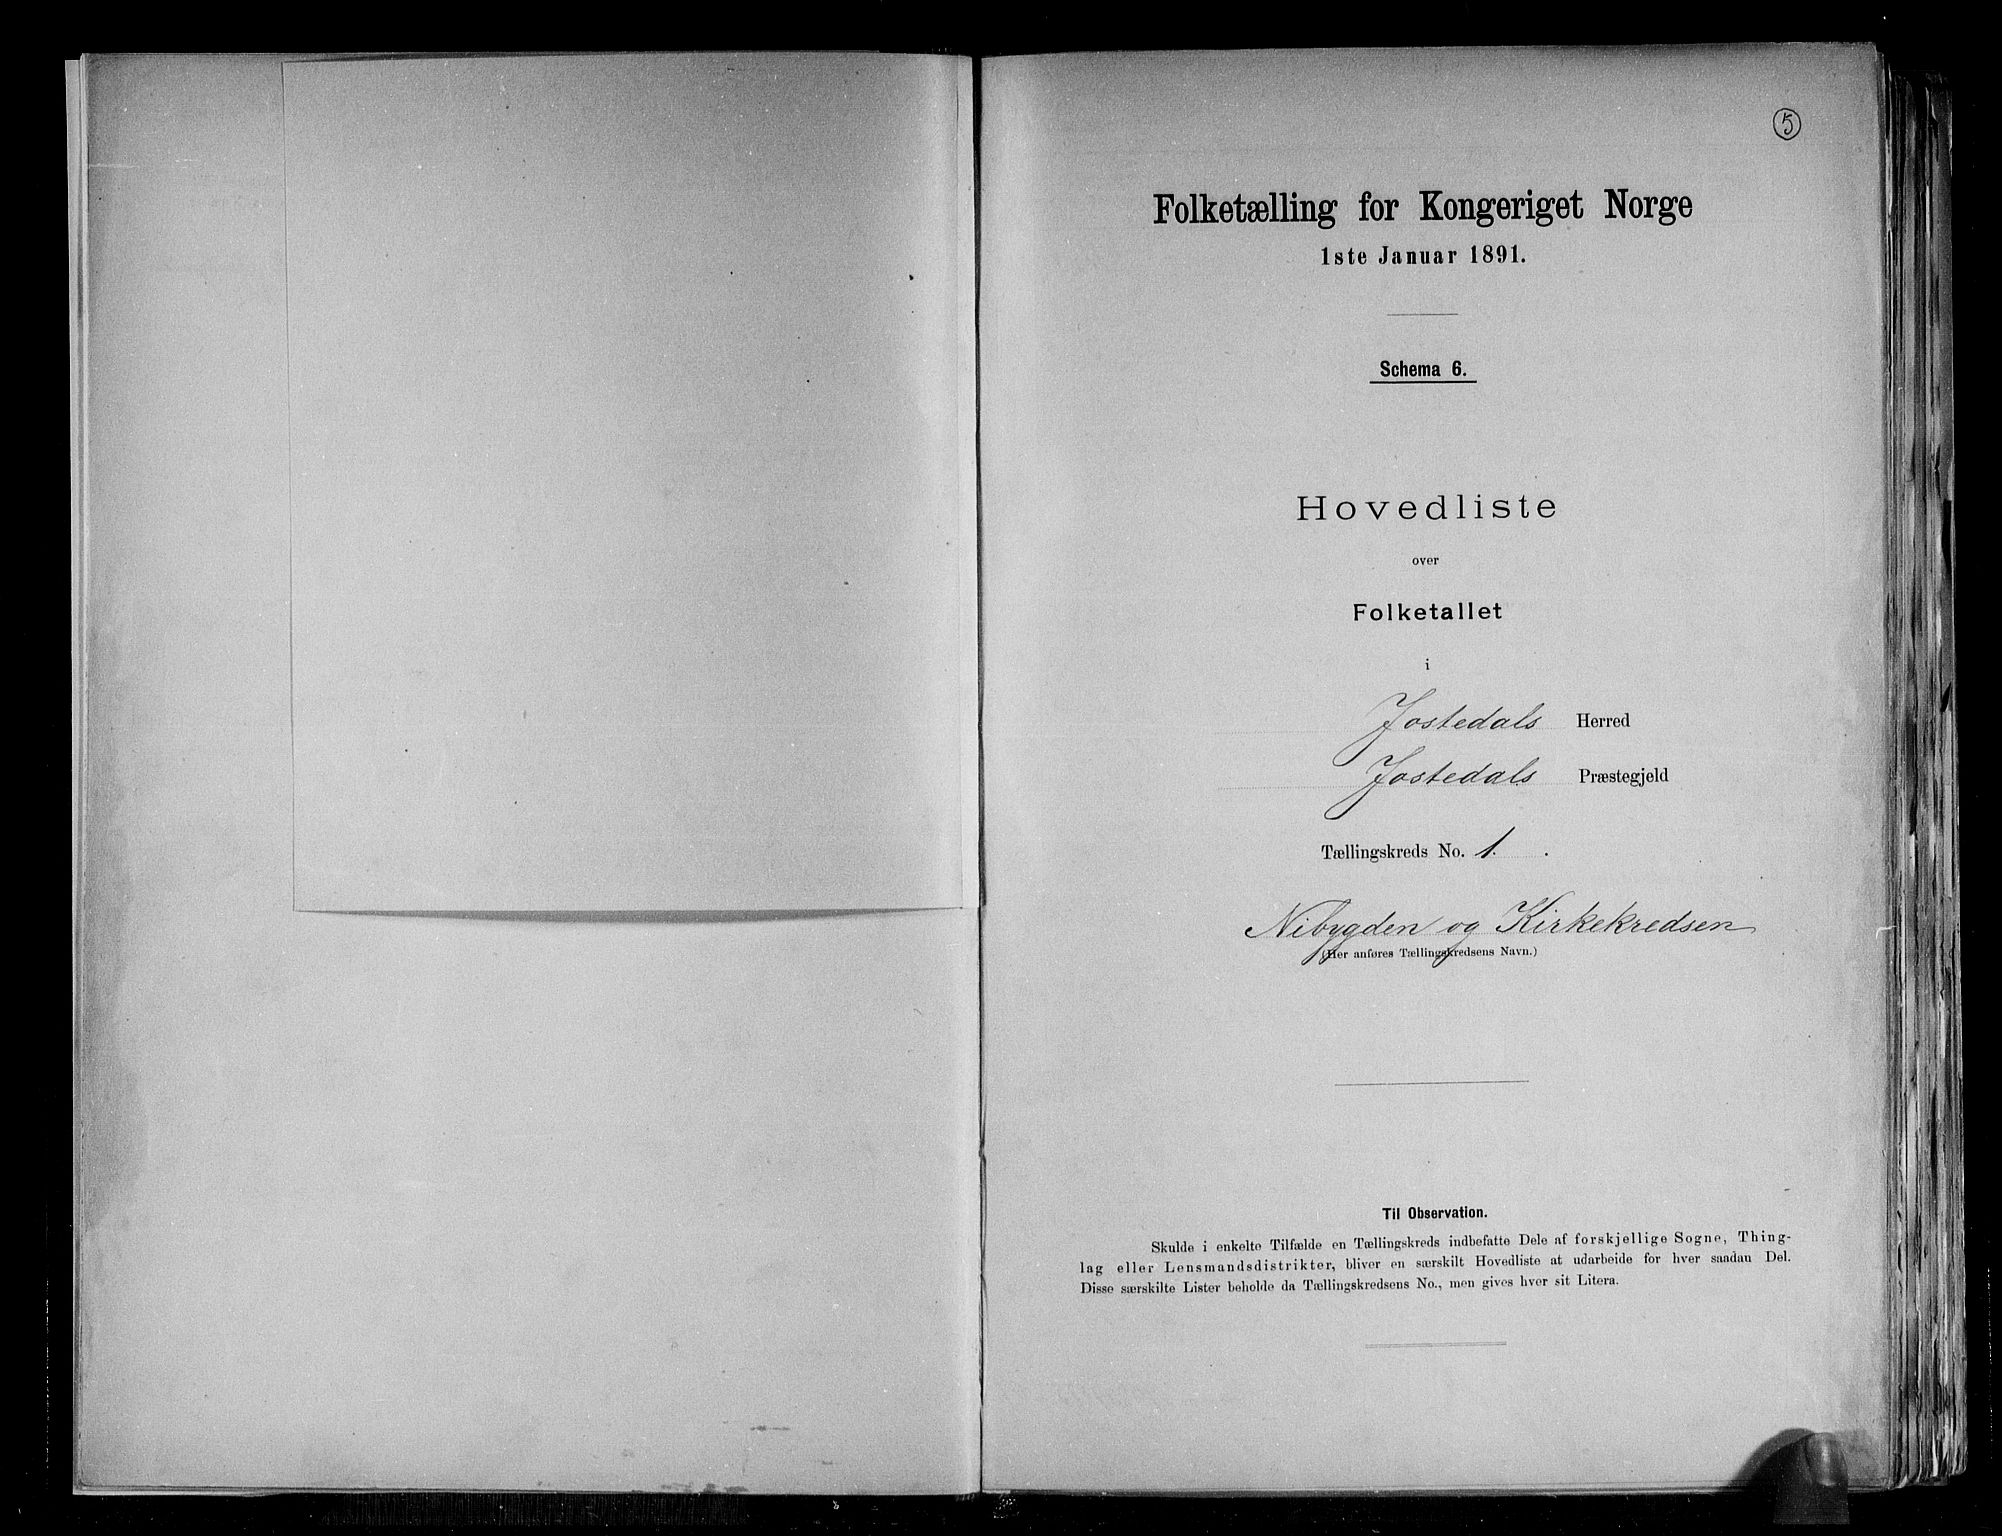 5
Folketælling for Kongeriget Norge
1ste Januar 1891.
Schema 6.
Hovedliste
over
Folketallet
i
Jostedals Herred
Jostedals Præstegjeld
Tællingskreds No. 1. .
Nibygden og Kirkekredsen
(Her anføres Tællingskredsens Navn.)
Til Observation.
Skulde i enkelte Tilfælde en Tællingskreds indbefatte Dele af forskjellige Sogne, Thing-
lag eller Lensmandsdistrikter, bliver en særskilt Hovedliste at udarbeide for hver saadan Del.
Disse særskilte Lister beholde da Tællingskredsens No., men gives hver sit Litera.